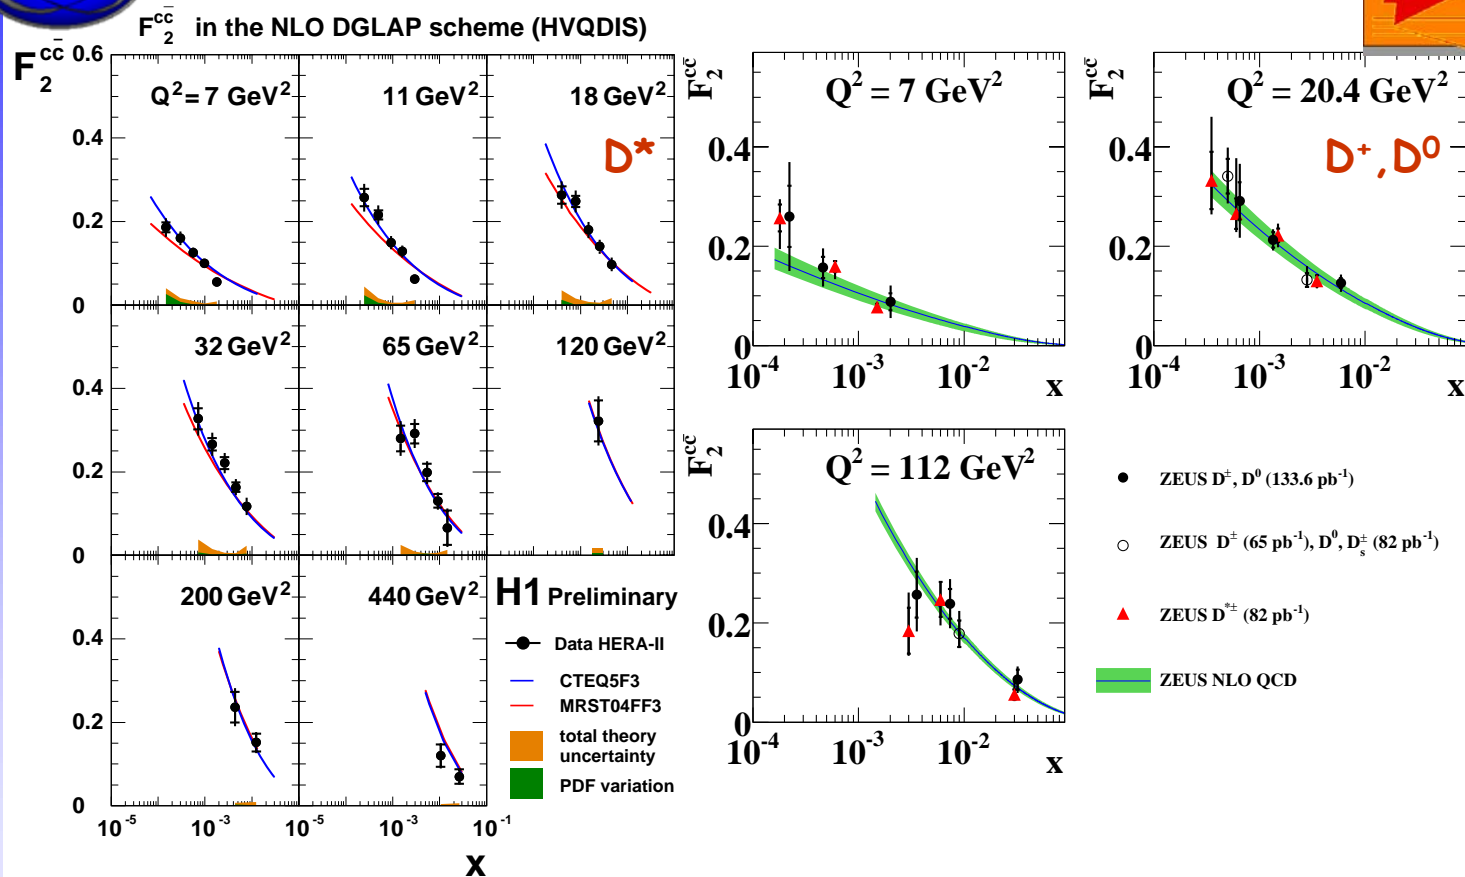 F₂^cc̄ in the NLO DGLAP scheme (HVQDIS)
F₂^cc̄
0.6
Q² = 7 GeV²
11 GeV²
18 GeV²
D*
0.4
0.2
0
32 GeV²
65 GeV²
120 GeV²
0.4
0.2
0
200 GeV²
440 GeV²
0.4
0.2
0
10⁻⁵
10⁻³
10⁻⁵
10⁻³
10⁻¹
x
H1 Preliminary
Data HERA-II
CTEQ5F3
MRST04FF3
total theory
uncertainty
PDF variation
F₂^cc̄
Q² = 7 GeV²
0.4
0.2
0
10⁻⁴
10⁻³
10⁻²
x
F₂^cc̄
Q² = 20.4 GeV²
D⁺, D⁰
0.4
0.2
0
10⁻⁴
10⁻³
10⁻²
x
F₂^cc̄
Q² = 112 GeV²
0.4
0.2
0
10⁻⁴
10⁻³
10⁻²
x
ZEUS D^±, D⁰ (133.6 pb⁻¹)
ZEUS D^± (65 pb⁻¹), D⁰, D_s^± (82 pb⁻¹)
ZEUS D*^± (82 pb⁻¹)
ZEUS NLO QCD